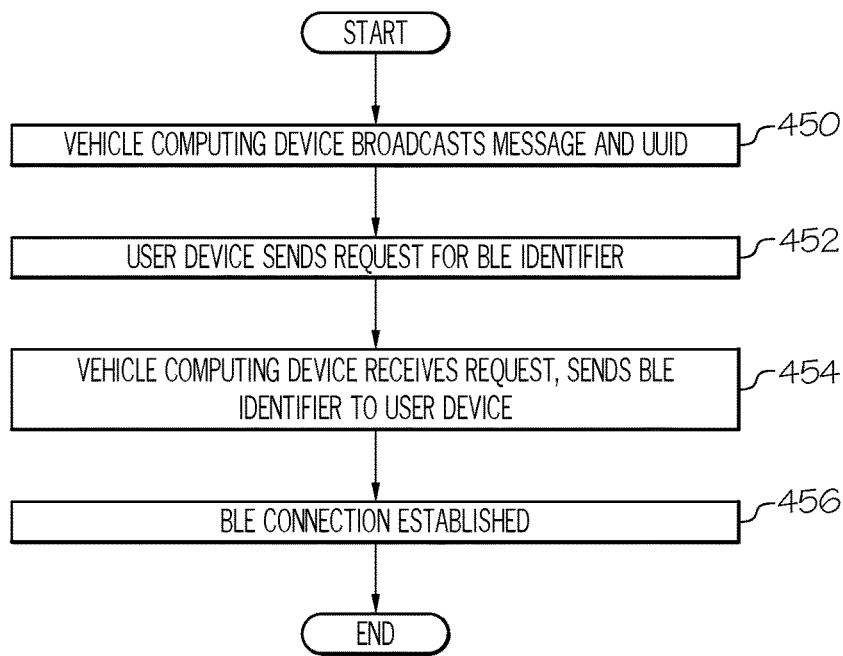 START
VEHICLE COMPUTING DEVICE BROADCASTS MESSAGE AND UUID
450
USER DEVICE SENDS REQUEST FOR BLE IDENTIFIER
452
VEHICLE COMPUTING DEVICE RECEIVES REQUEST, SENDS BLE
IDENTIFIER TO USER DEVICE
454
BLE CONNECTION ESTABLISHED
456
END